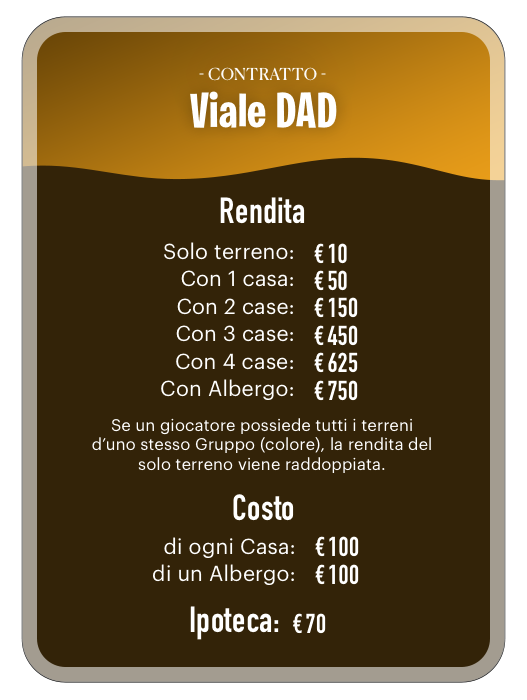 - CONTRATTO -
Viale DAD
Rendita
Solo terreno: € 10
Con 1 casa: € 50
Con 2 case: € 150
Con 3 case: € 450
Con 4 case: € 625
Con Albergo: € 750
Se un giocatore possiede tutti i terreni
d’uno stesso Gruppo (colore), la rendita del
solo terreno viene raddoppiata.
Costo
di ogni Casa: € 100
di un Albergo: € 100
Ipoteca: € 70